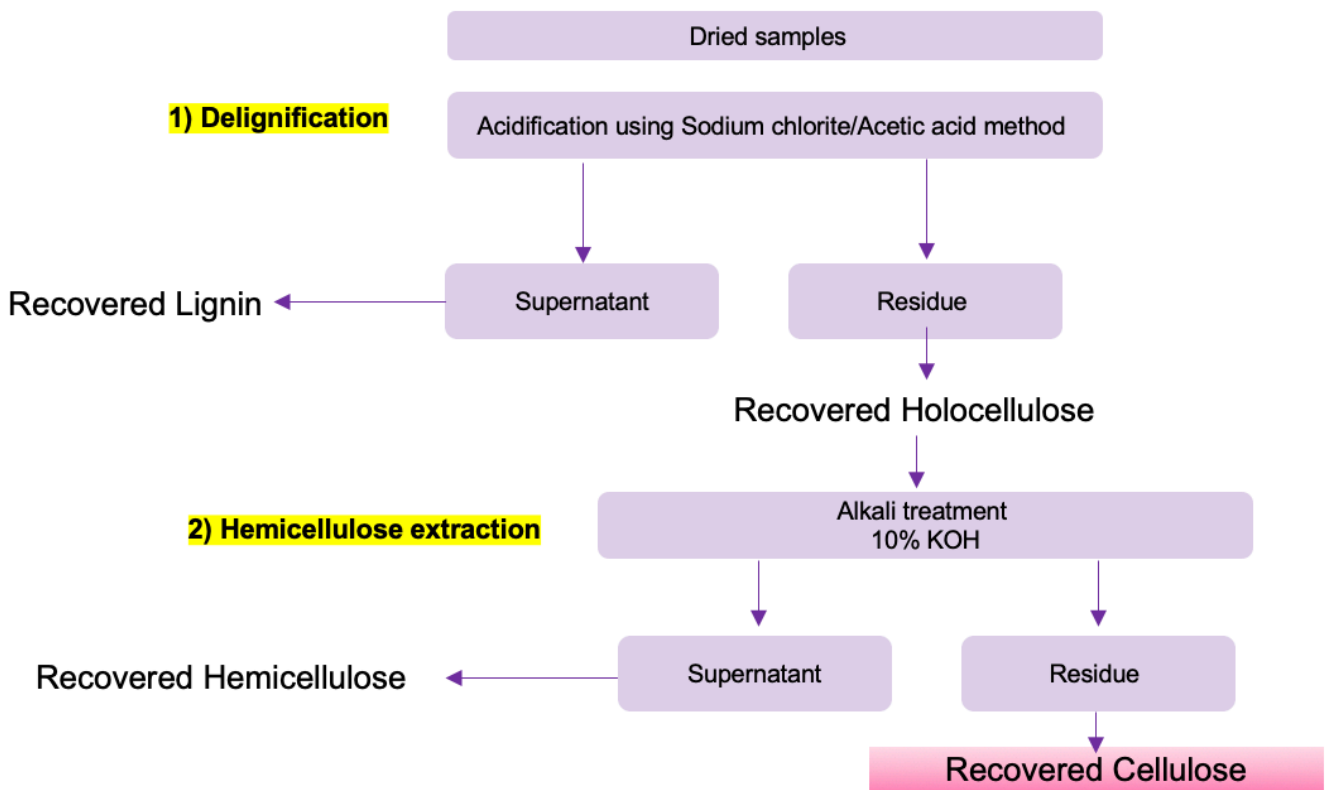 Dried samples
1) Delignification
Acidification using Sodium chlorite/Acetic acid method
Recovered Lignin
Supernatant
Residue
Recovered Holocellulose
2) Hemicellulose extraction
Alkali treatment
10% KOH
Recovered Hemicellulose
Supernatant
Residue
Recovered Cellulose